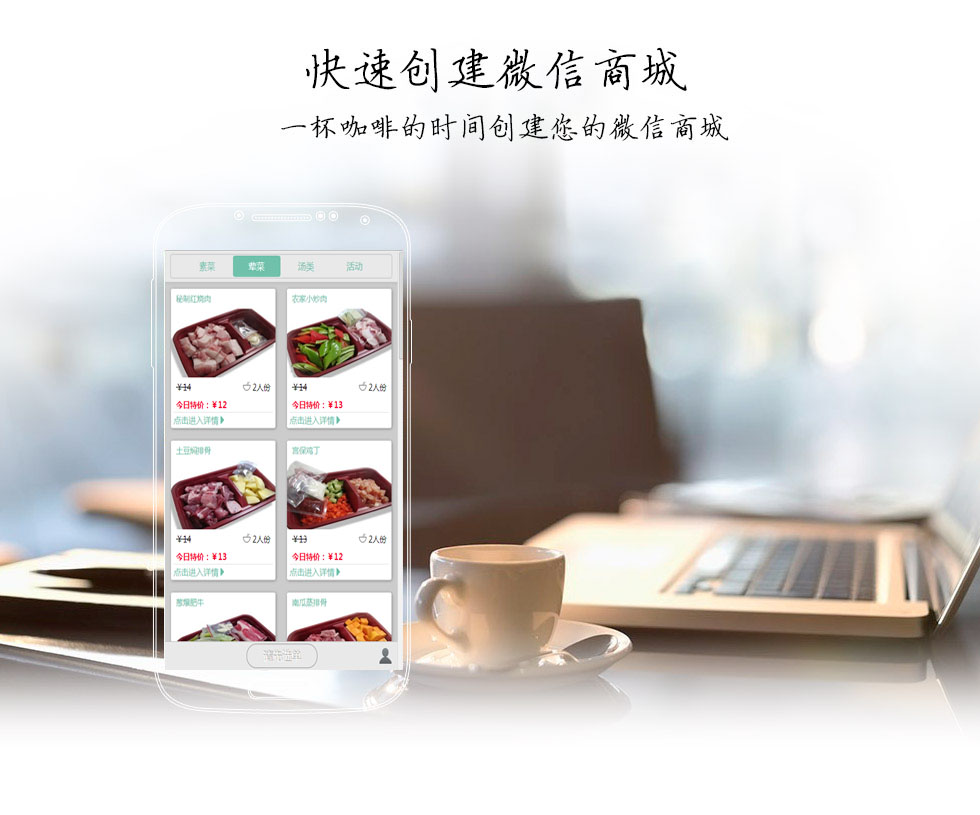 快速创建微信商城
一杯咖啡的时间创建您的微信商城
素菜 荤菜 汤类 活动
秘制红烧肉 农家小炒肉
¥14 2人份 ¥14 2人份
今日特价：¥12 今日特价：¥13
点击进入详情 点击进入详情
土豆焖排骨 宫保鸡丁
¥14 2人份 ¥13 2人份
今日特价：¥13 今日特价：¥12
点击进入详情 点击进入详情
葱爆肥牛 南瓜蒸排骨